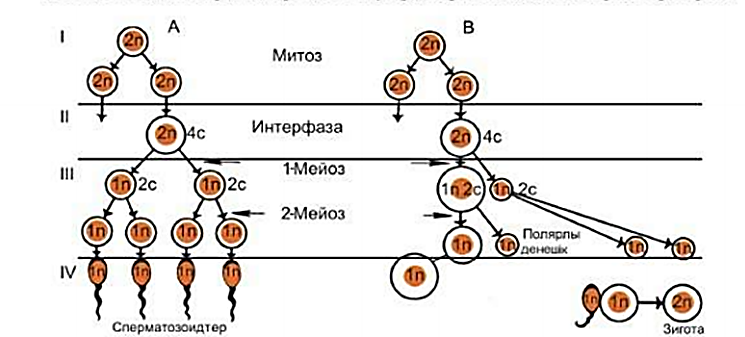 I А В
2n 2n
Митоз
2n 2n 2n 2n
II
2n 4c Интерфаза 2n 4c
1-Мейоз
III
1n 2c 1n 2c 1n 2c 1n 2c
2-Мейоз
1n 1n 1n 1n 1n 1n Полярлы денешік 1n 1n
IV
1n 1n 1n 1n 1n
1n 1n 2n
Сперматозоидтер Зигота